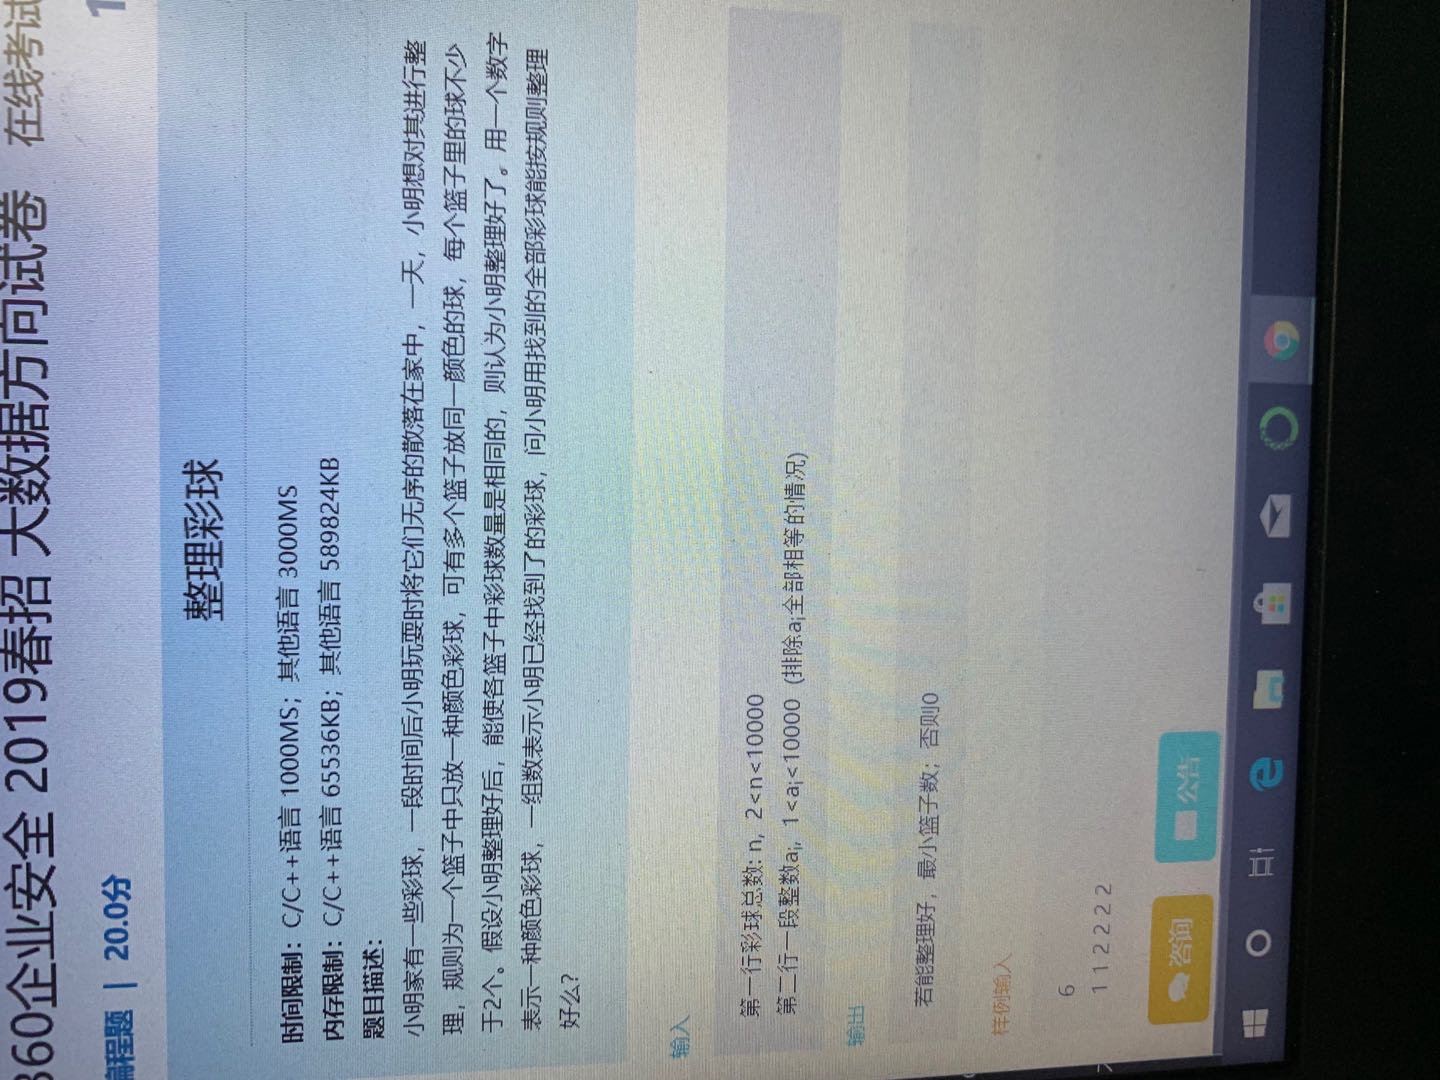 360企业安全 2019春招 大数据方向试卷 在线考试
编程题 | 20.0分
1
整理彩球
时间限制：C/C++语言 1000MS；其他语言 3000MS
内存限制：C/C++语言 65536KB；其他语言 589824KB
题目描述：
小明家有一些彩球，一段时间后小明玩耍时将它们无序的散落在家中，一天，小明想对其进行整
理，规则为一个篮子中只放一种颜色彩球，可有多个篮子放同一颜色的球，每个篮子里的球不少
于2个。假设小明整理好后，能使各篮子中彩球数量是相同的，则认为小明整理好了。用一个数字
表示一种颜色彩球，一组数表示小明已经找到了的彩球，问小明用找到的全部彩球能按规则整理
好么？
输入
第一行彩球总数: n, 2<n<10000
第二行一段整数ai, 1<ai<10000 (排除ai全部相等的情况)
输出
若能整理好，最小篮子数；否则0
样例输入
6
1 1 2 2 2 2
咨询
公告